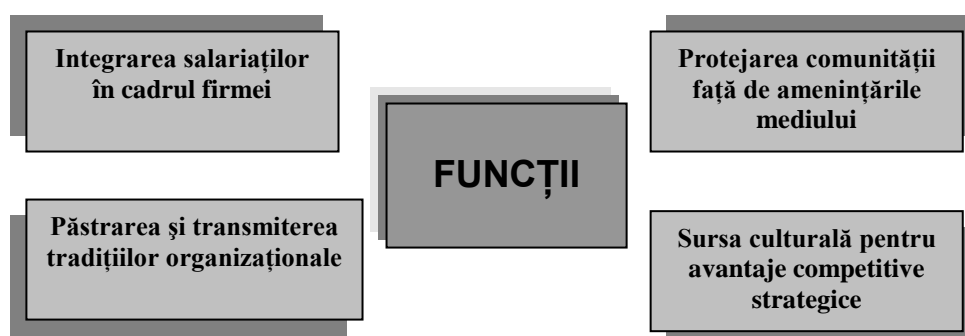 Integrarea salariaților
în cadrul firmei
Protejarea comunității
față de amenințările
mediului
FUNCȚII
Păstrarea şi transmiterea
tradițiilor organizaționale
Sursa culturală pentru
avantaje competitive
strategice